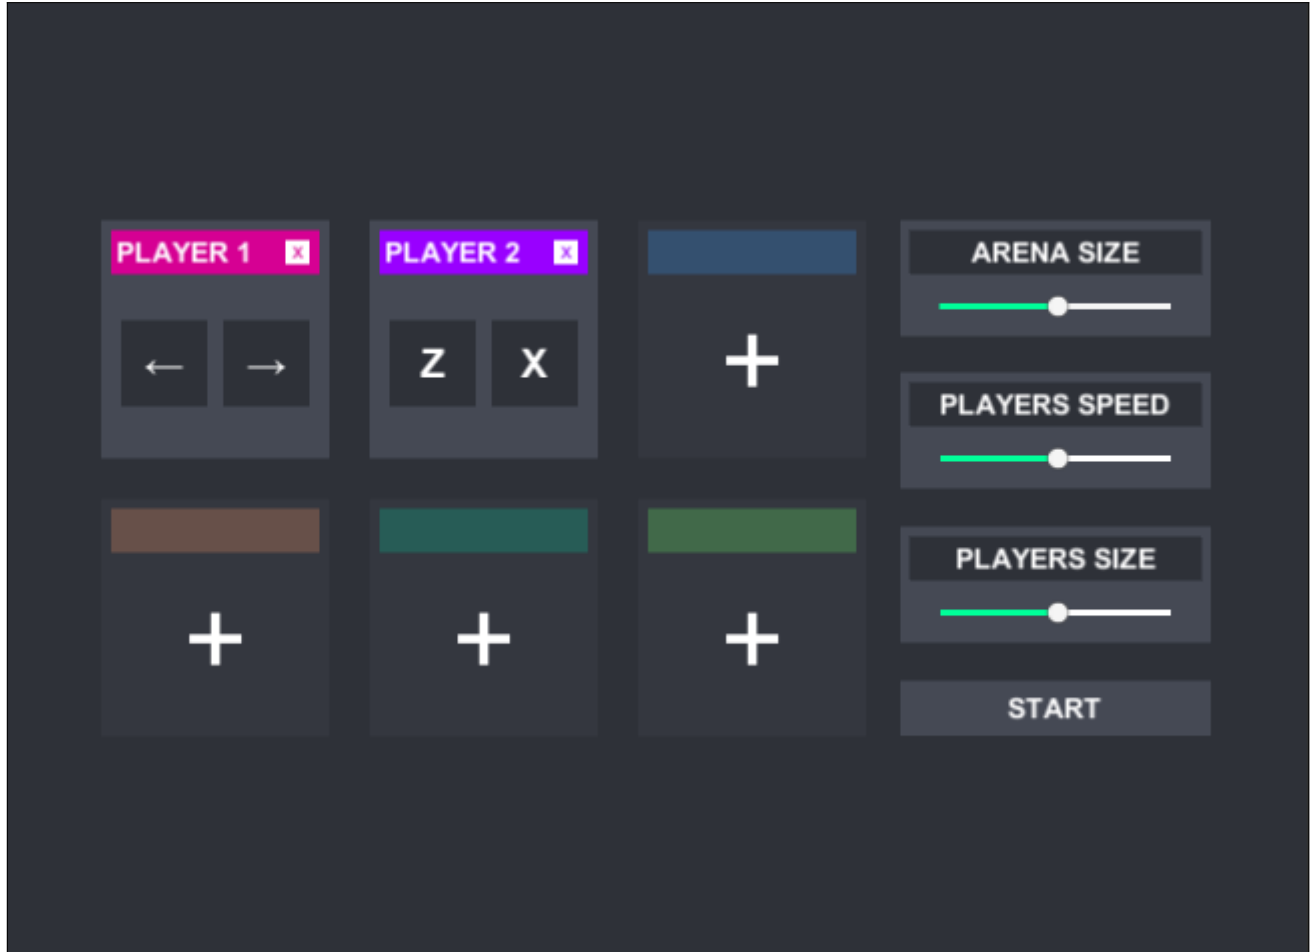 PLAYER 1 X
← →
PLAYER 2 X
Z X
+
+
+
+
ARENA SIZE
PLAYERS SPEED
PLAYERS SIZE
START